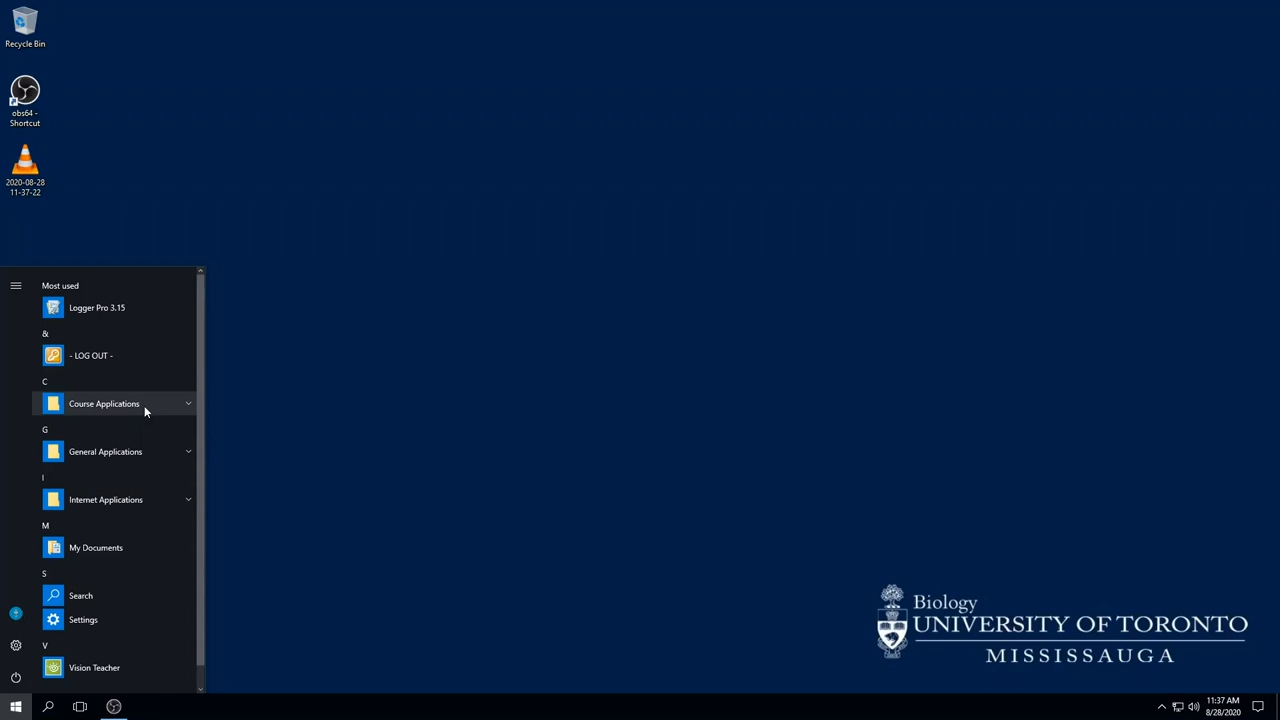 Recycle Bin
obs64 -
Shortcut
2020-08-28
11-37-22
Most used
Logger Pro 3.15
&
- LOG OUT -
C
Course Applications
G
General Applications
I
Internet Applications
M
My Documents
S
Search
Settings
V
Vision Teacher
Biology
UNIVERSITY OF TORONTO
MISSISSAUGA
11:37 AM
8/28/2020